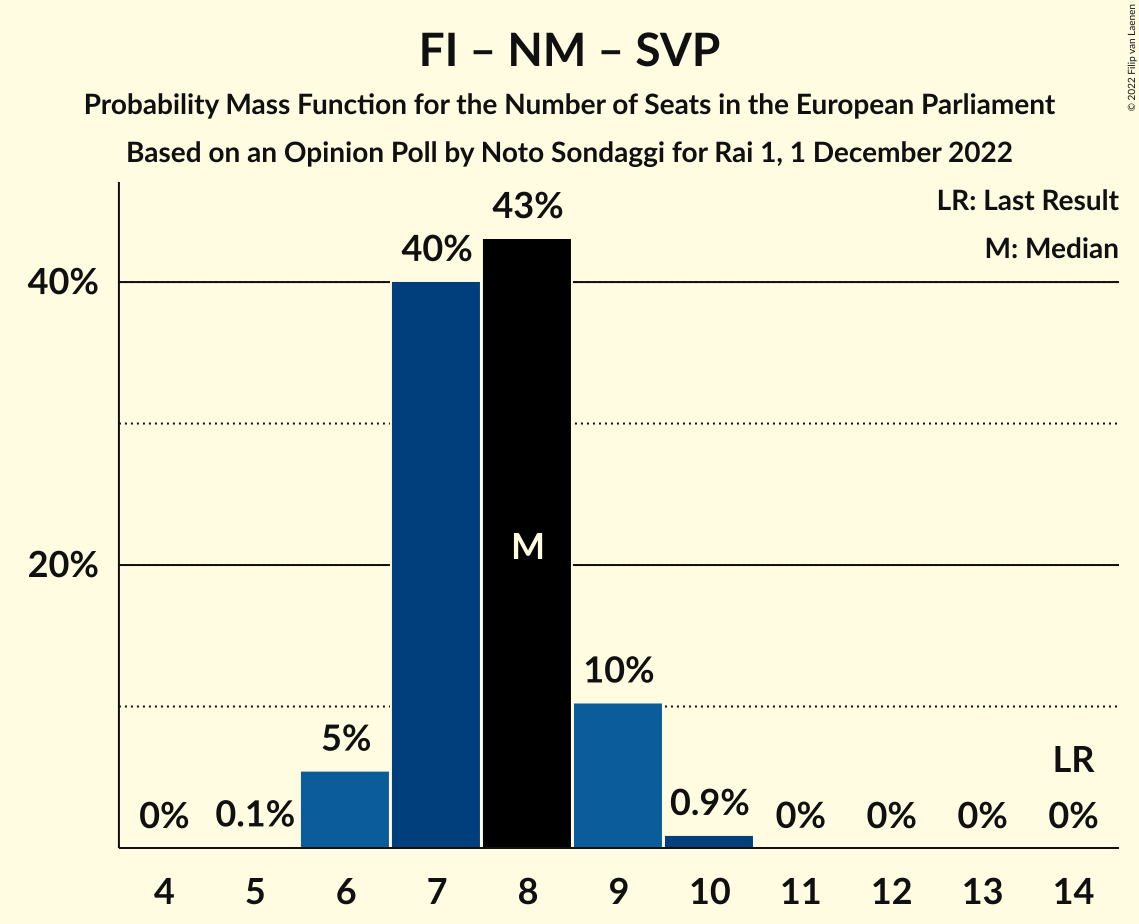 FI – NM – SVP
Probability Mass Function for the Number of Seats in the European Parliament
Based on an Opinion Poll by Noto Sondaggi for Rai 1, 1 December 2022
© 2022 Filip van Laenen
LR: Last Result
M: Median
43%
40%
40%
M
20%
10%
5%
LR
0%
0.1%
0.9%
0%
0%
0%
0%
4 5 6 7 8 9 10 11 12 13 14